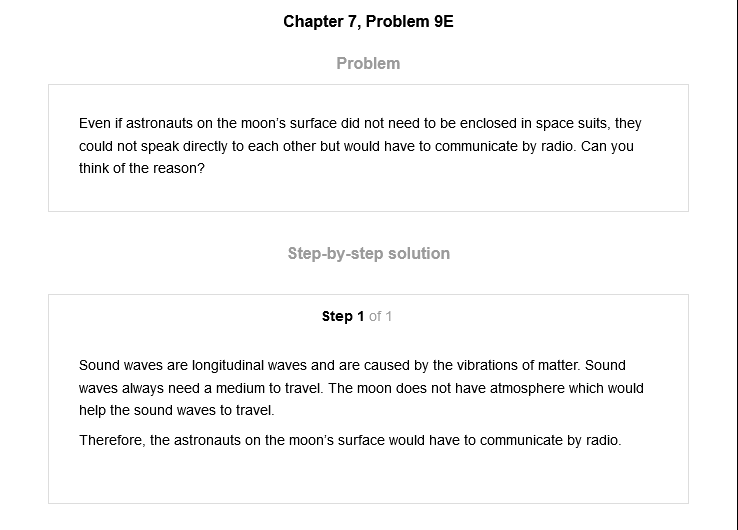 Chapter 7, Problem 9E
Problem
Even if astronauts on the moon's surface did not need to be enclosed in space suits, they
could not speak directly to each other but would have to communicate by radio. Can you
think of the reason?
Step-by-step solution
Step 1 of 1
Sound waves are longitudinal waves and are caused by the vibrations of matter. Sound
waves always need a medium to travel. The moon does not have atmosphere which would
help the sound waves to travel.
Therefore, the astronauts on the moon's surface would have to communicate by radio.